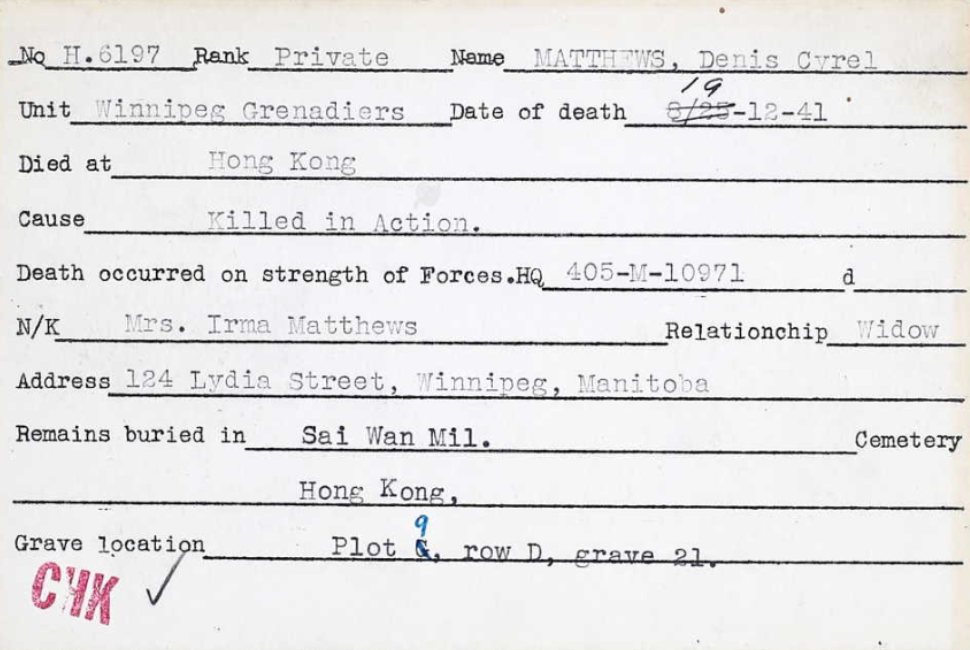 No H.6197 Rank Private Name MATTHEWS, Denis Cyrel
19
Unit Winnipeg Grenadiers Date of death 8/25-12-41
Died at Hong Kong
Cause Killed in Action.
Death occurred on strength of Forces.HQ 405-M-10971 d
N/K Mrs. Irma Matthews Relationchip Widow
Address 124 Lydia Street, Winnipeg, Manitoba
Remains buried in Sai Wan Mil. Cemetery
Hong Kong,
9
Grave location Plot , row D, grave 21.
CHK ✓